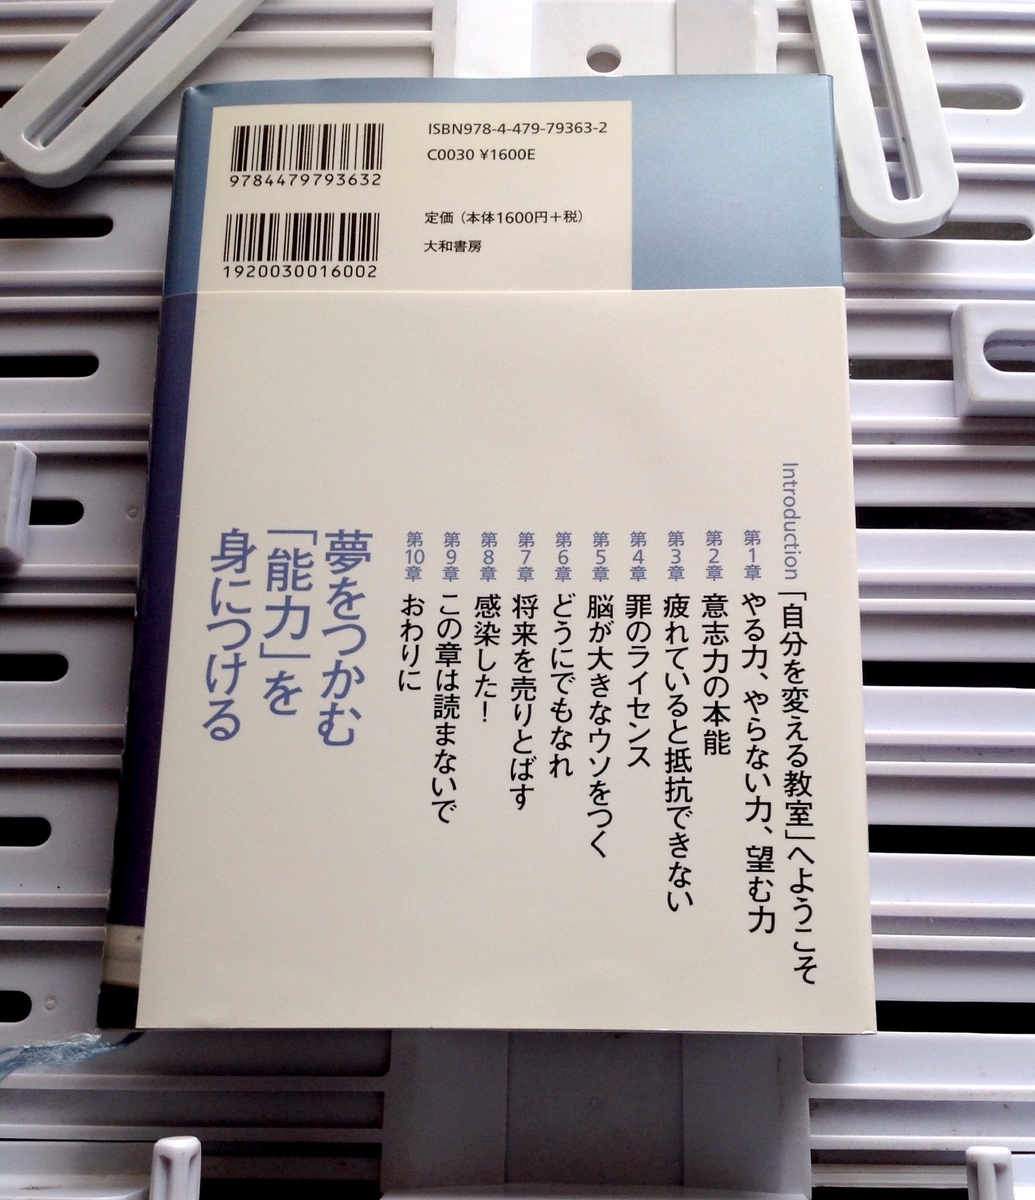 9784479793632
1920030016002
ISBN978-4-479-79363-2
C0030 ¥1600E
定価（本体1600円＋税）
大和書房
Introduction 「自分を変える教室」へようこそ
第1章 やる力、やらない力、望む力
第2章 意志力の本能
第3章 疲れていると抵抗できない
第4章 罪のライセンス
第5章 脳が大きなウソをつく
第6章 どうにでもなれ
第7章 将来を売りとばす
第8章 感染した！
第9章 この章は読まないで
第10章 おわりに
夢をつかむ
「能力」を
身につける